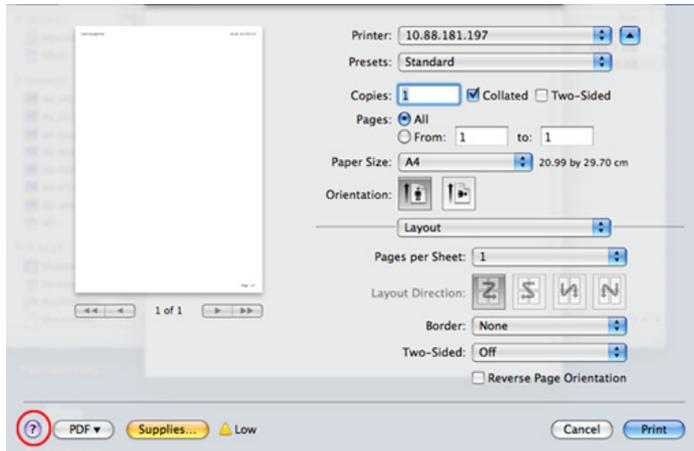 Printer: 10.88.181.197
Presets: Standard
Copies: 1 Collated Two-Sided
Pages: All
From: 1 to: 1
Paper Size: A4 20.99 by 29.70 cm
Orientation:
Layout
Pages per Sheet: 1
Layout Direction:
Border: None
Two-Sided: Off
Reverse Page Orientation
1 of 1
? PDF Supplies... Low Cancel Print